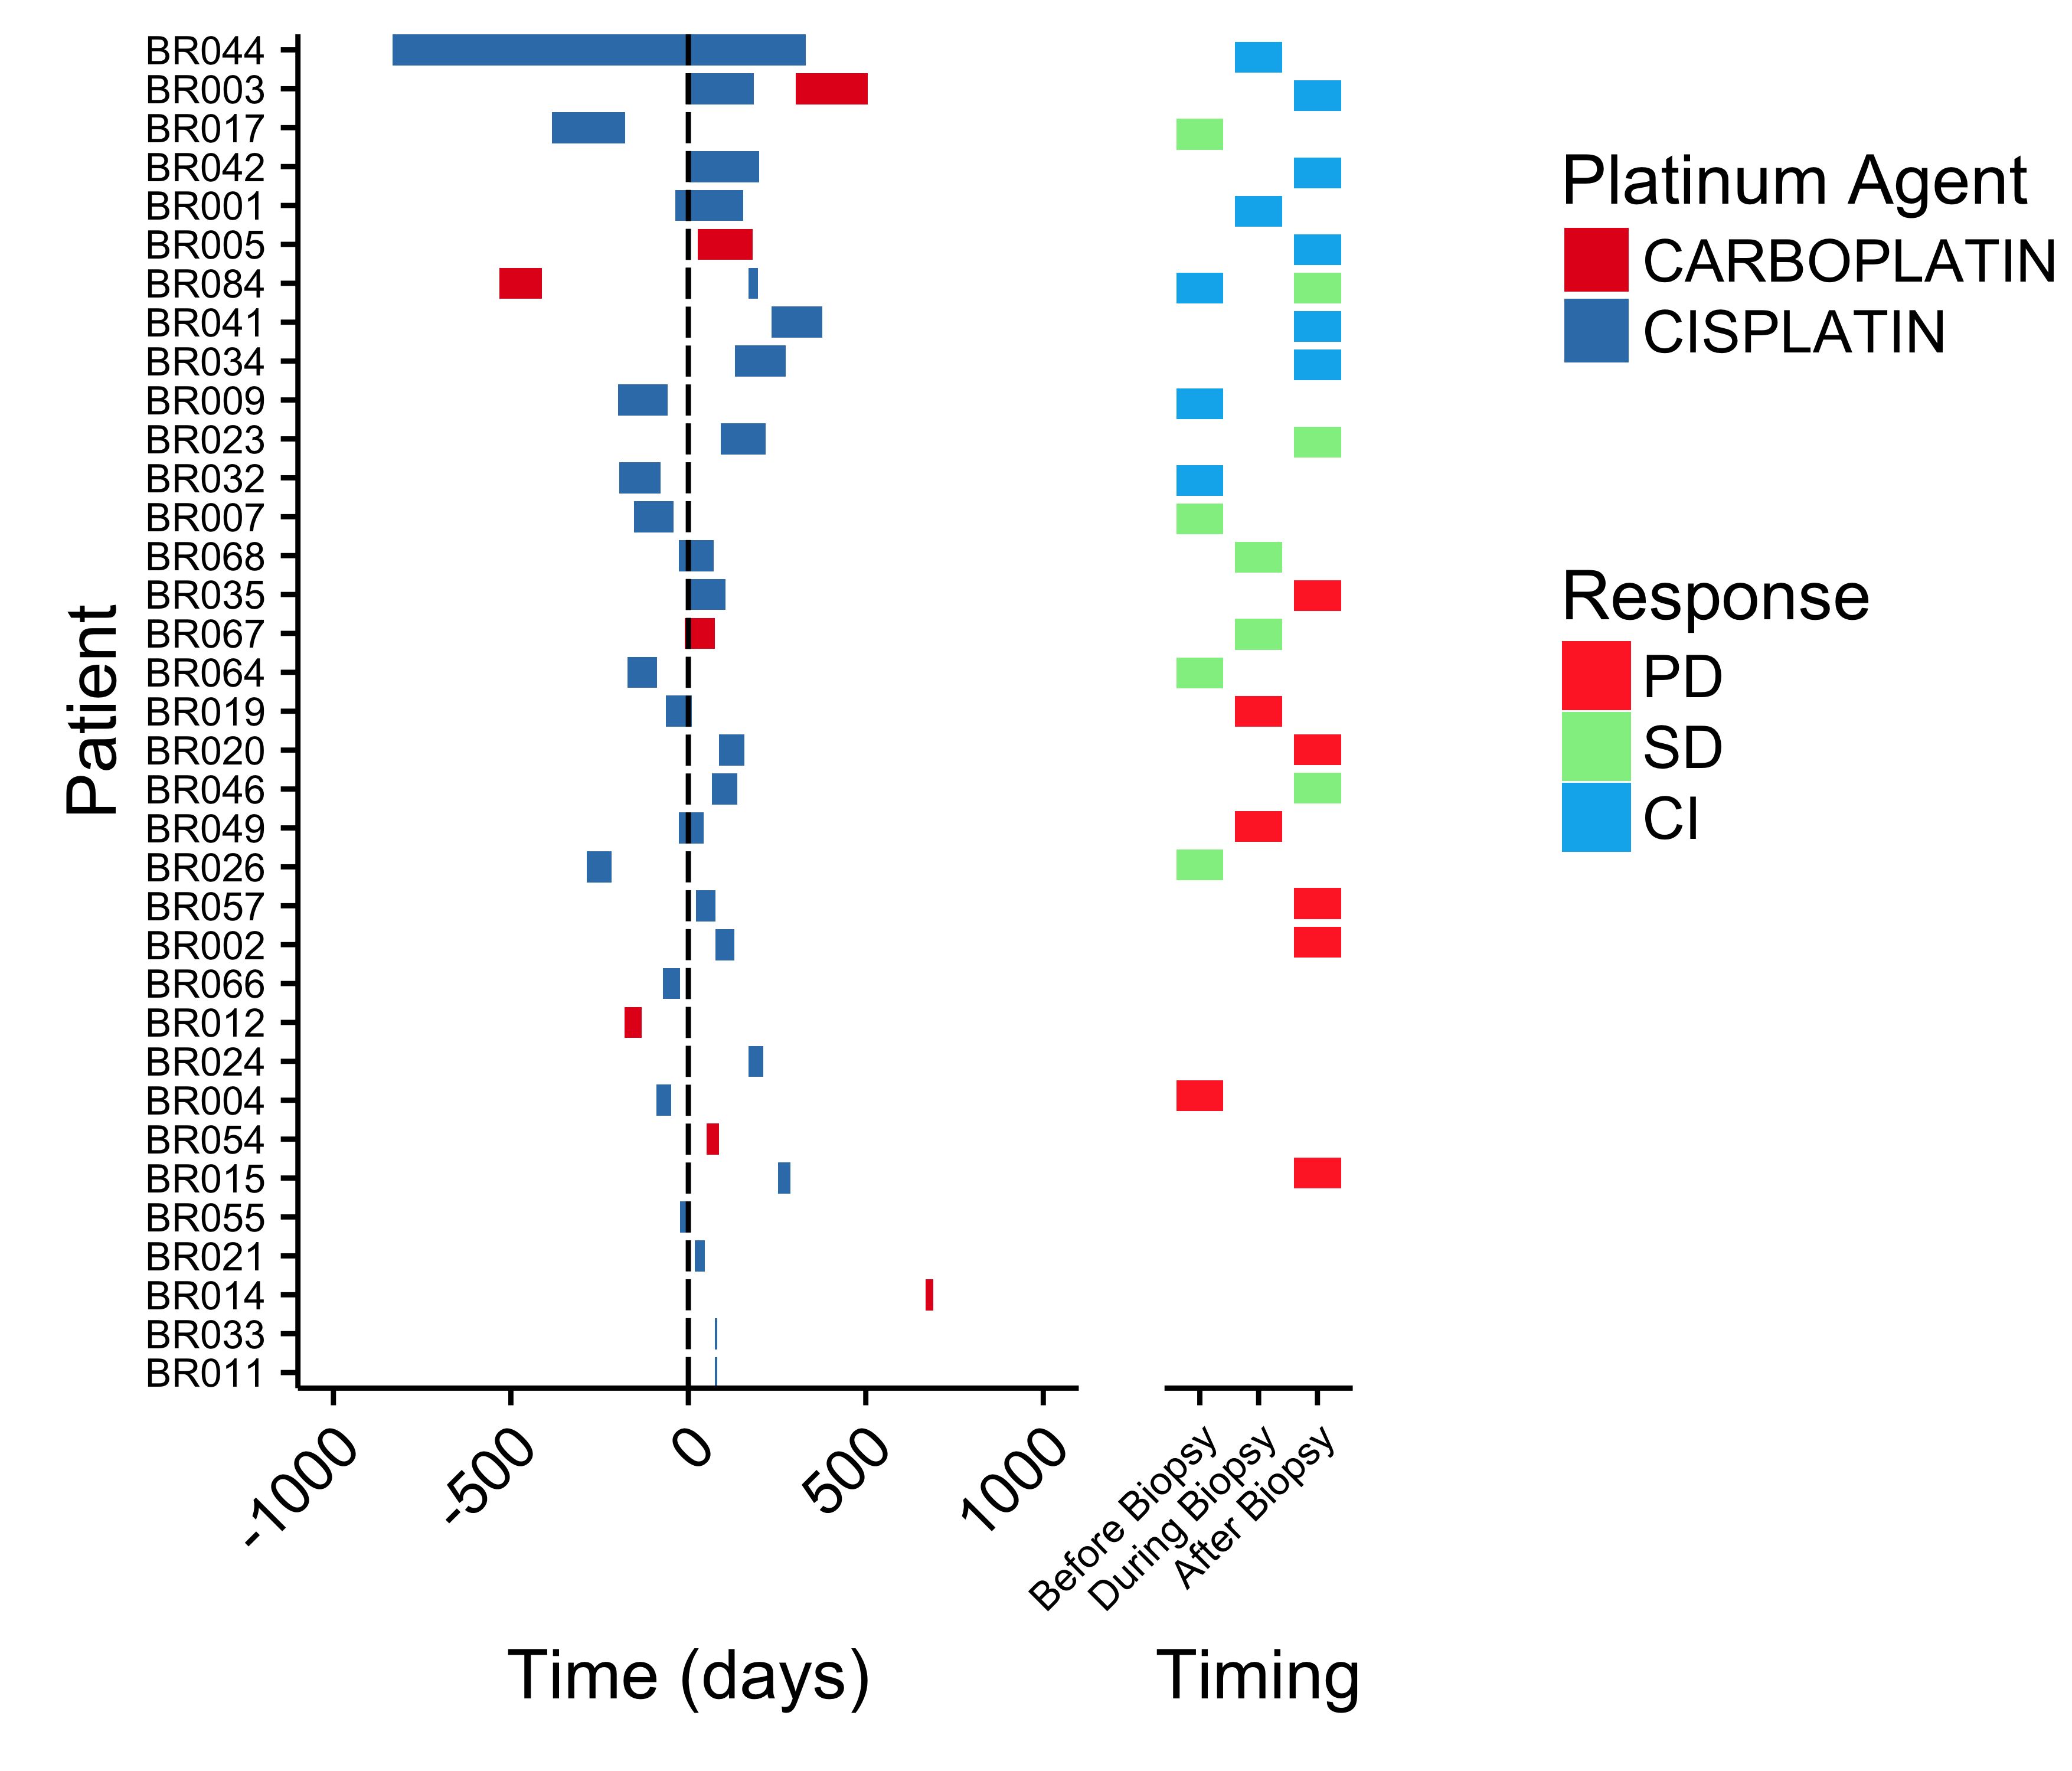 BR044
BR003
BR017
BR042
BR001
BR005
BR084
BR041
BR034
BR009
BR023
BR032
BR007
BR068
BR035
BR067
BR064
BR019
BR020
BR046
BR049
BR026
BR057
BR002
BR066
BR012
BR024
BR004
BR054
BR015
BR055
BR021
BR014
BR033
BR011
Patient
-1000
-500
0
500
1000
Time (days)
Before Biopsy
During Biopsy
After Biopsy
Timing
Platinum Agent
CARBOPLATIN
CISPLATIN
Response
PD
SD
CI